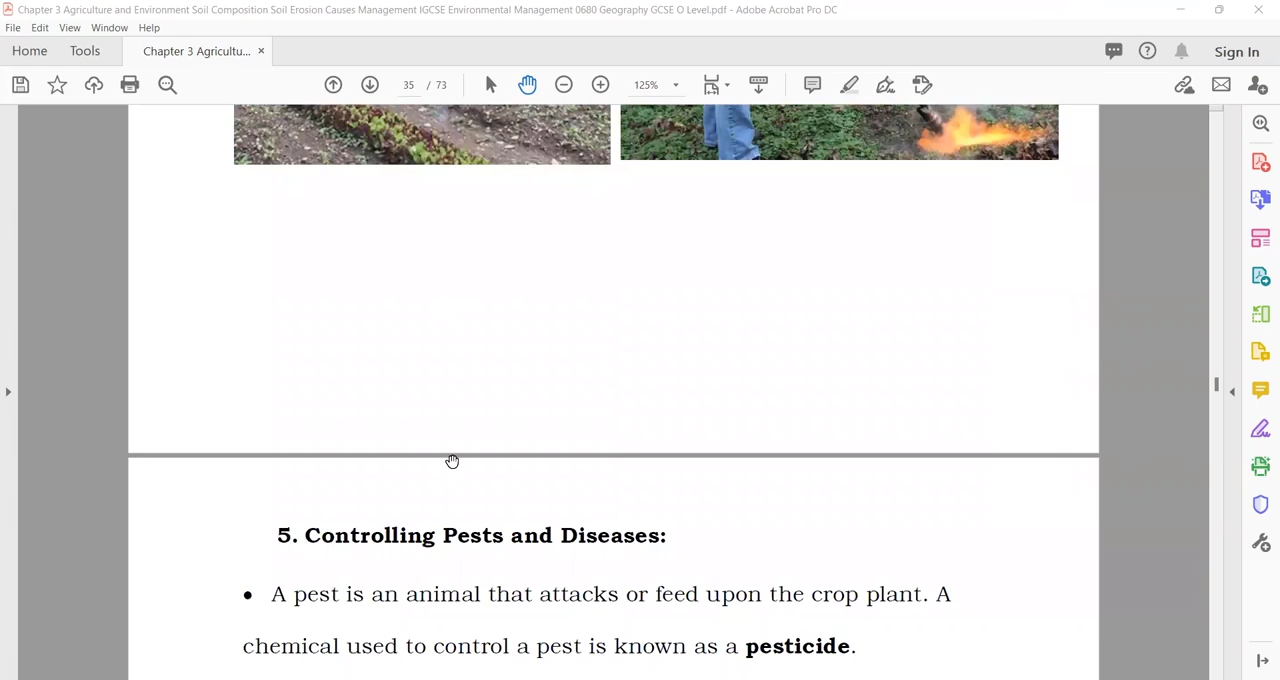 Chapter 3 Agriculture and Environment Soil Composition Soil Erosion Causes Management IGCSE Environmental Management 0680 Geography GCSE O Level.pdf - Adobe Acrobat Pro DC
File Edit View Window Help
Home Tools Chapter 3 Agricultu... × Sign In
35 / 73 125%
5. Controlling Pests and Diseases:
• A pest is an animal that attacks or feed upon the crop plant. A
chemical used to control a pest is known as a pesticide.